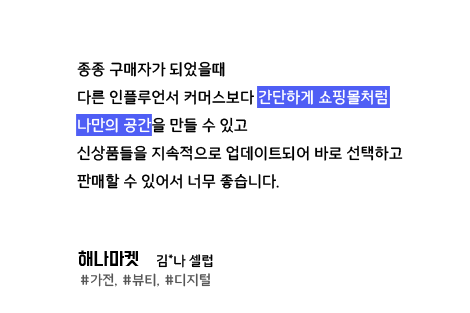 종종 구매자가 되었을때
다른 인플루언서 커머스보다 간단하게 쇼핑몰처럼
나만의 공간을 만들 수 있고
신상품들을 지속적으로 업데이트되어 바로 선택하고
판매할 수 있어서 너무 좋습니다.
해나마켓 김*나 셀럽
#가전, #뷰티, #디지털